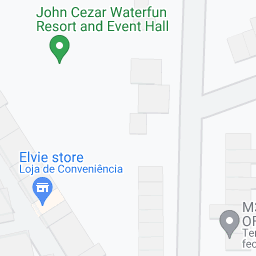 John Cezar Waterfun
Resort and Event Hall
Elvie store
Loja de Conveniência